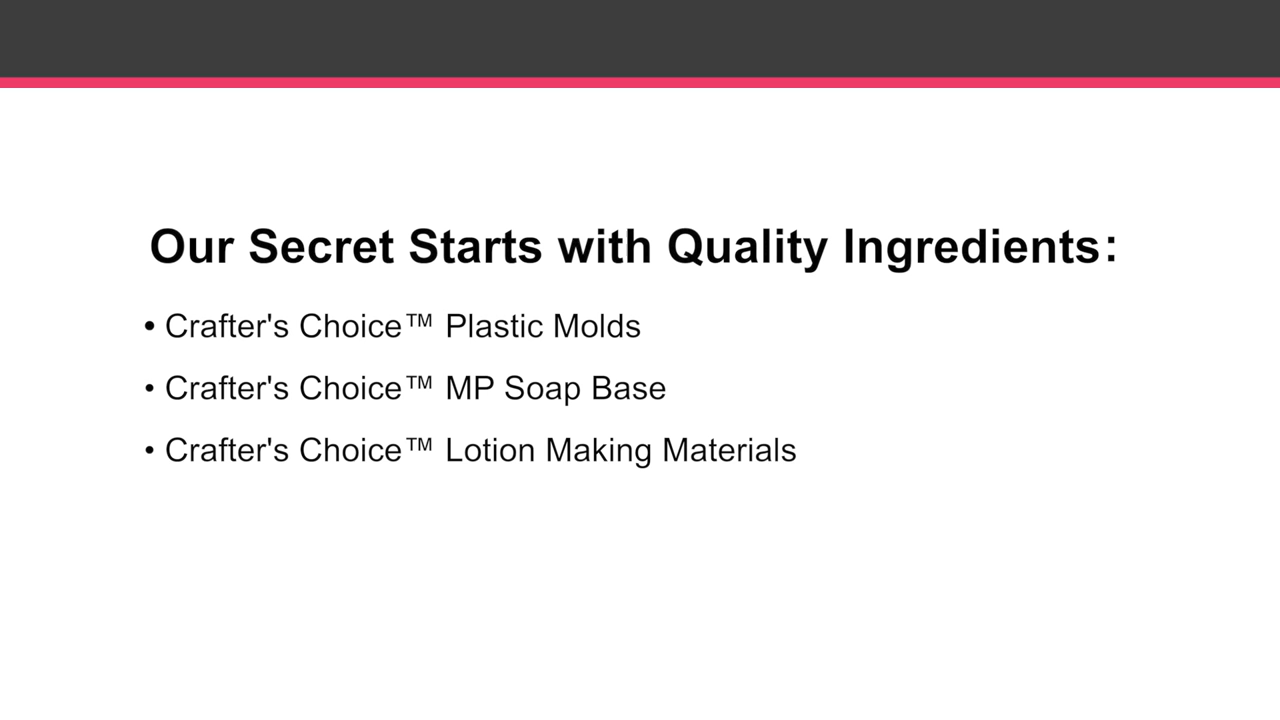 Our Secret Starts with Quality Ingredients:
• Crafter's Choice™ Plastic Molds
• Crafter's Choice™ MP Soap Base
• Crafter's Choice™ Lotion Making Materials